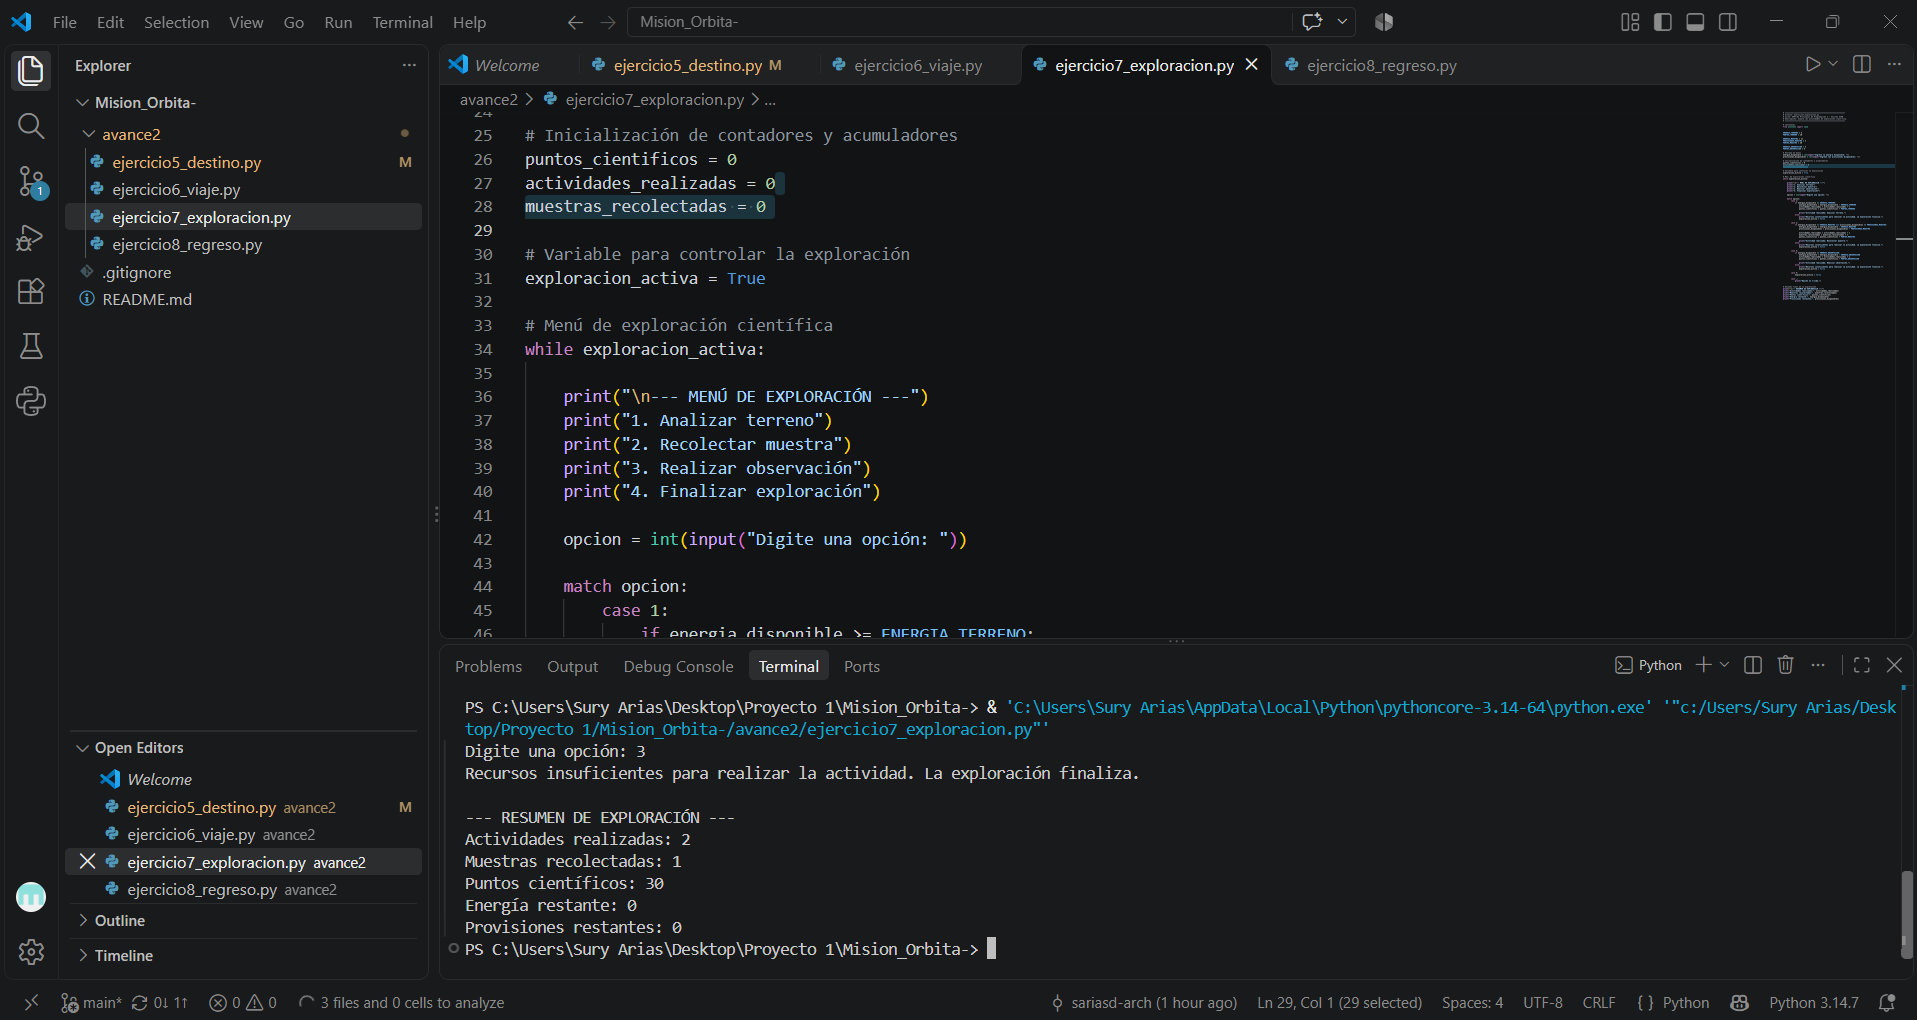 File Edit Selection View Go Run Terminal Help
Mision_Orbita-
Explorer
Mision_Orbita-
avance2
ejercicio5_destino.py M
ejercicio6_viaje.py
ejercicio7_exploracion.py
ejercicio8_regreso.py
.gitignore
README.md
1
Open Editors
Welcome
ejercicio5_destino.py avance2 M
ejercicio6_viaje.py avance2
ejercicio7_exploracion.py avance2
ejercicio8_regreso.py avance2
Outline
Timeline
Welcome ejercicio5_destino.py M ejercicio6_viaje.py ejercicio7_exploracion.py ejercicio8_regreso.py
avance2 > ejercicio7_exploracion.py > ...
24
25 # Inicialización de contadores y acumuladores
26 puntos_cientificos = 0
27 actividades_realizadas = 0
28 muestras_recolectadas = 0
29
30 # Variable para controlar la exploración
31 exploracion_activa = True
32
33 # Menú de exploración científica
34 while exploracion_activa:
35
36 print("\n--- MENÚ DE EXPLORACIÓN ---")
37 print("1. Analizar terreno")
38 print("2. Recolectar muestra")
39 print("3. Realizar observación")
40 print("4. Finalizar exploración")
41
42 opcion = int(input("Digite una opción: "))
43
44 match opcion:
45 case 1:
46 if energia_disponible >= ENERGIA_TERRENO:
Problems Output Debug Console Terminal Ports
Python
PS C:\Users\Sury Arias\Desktop\Proyecto 1\Mision_Orbita-> & 'C:\Users\Sury Arias\AppData\Local\Python\pythoncore-3.14-64\python.exe' '"c:/Users/Sury Arias/Desk
top/Proyecto 1/Mision_Orbita-/avance2/ejercicio7_exploracion.py"'
Digite una opción: 3
Recursos insuficientes para realizar la actividad. La exploración finaliza.
--- RESUMEN DE EXPLORACIÓN ---
Actividades realizadas: 2
Muestras recolectadas: 1
Puntos científicos: 30
Energía restante: 0
Provisiones restantes: 0
PS C:\Users\Sury Arias\Desktop\Proyecto 1\Mision_Orbita->
main* 0↓ 1↑ 0 0 3 files and 0 cells to analyze
sariasd-arch (1 hour ago) Ln 29, Col 1 (29 selected) Spaces: 4 UTF-8 CRLF { } Python Python 3.14.7